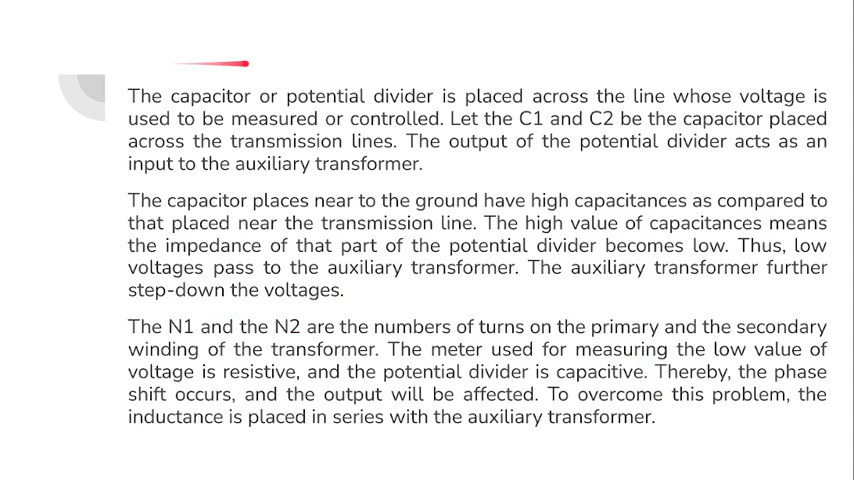 The capacitor or potential divider is placed across the line whose voltage is
used to be measured or controlled. Let the C1 and C2 be the capacitor placed
across the transmission lines. The output of the potential divider acts as an
input to the auxiliary transformer.
The capacitor places near to the ground have high capacitances as compared to
that placed near the transmission line. The high value of capacitances means
the impedance of that part of the potential divider becomes low. Thus, low
voltages pass to the auxiliary transformer. The auxiliary transformer further
step-down the voltages.
The N1 and the N2 are the numbers of turns on the primary and the secondary
winding of the transformer. The meter used for measuring the low value of
voltage is resistive, and the potential divider is capacitive. Thereby, the phase
shift occurs, and the output will be affected. To overcome this problem, the
inductance is placed in series with the auxiliary transformer.